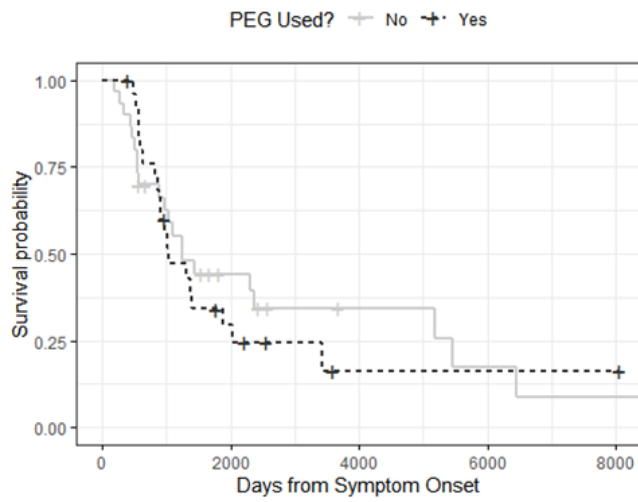 PEG Used? No Yes
1.00
0.75
0.50
0.25
0.00
Survival probability
0 2000 4000 6000 8000
Days from Symptom Onset